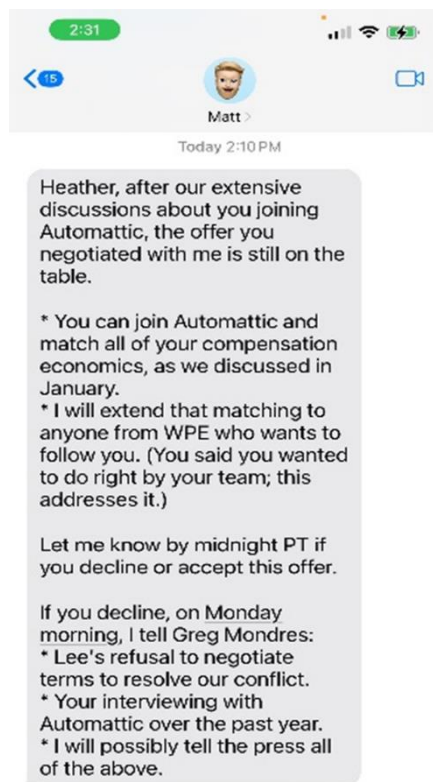 2:31
15
Matt >
Today 2:10 PM
Heather, after our extensive
discussions about you joining
Automattic, the offer you
negotiated with me is still on the
table.
* You can join Automattic and
match all of your compensation
economics, as we discussed in
January.
* I will extend that matching to
anyone from WPE who wants to
follow you. (You said you wanted
to do right by your team; this
addresses it.)
Let me know by midnight PT if
you decline or accept this offer.
If you decline, on Monday
morning, I tell Greg Mondres:
* Lee's refusal to negotiate
terms to resolve our conflict.
* Your interviewing with
Automattic over the past year.
* I will possibly tell the press all
of the above.